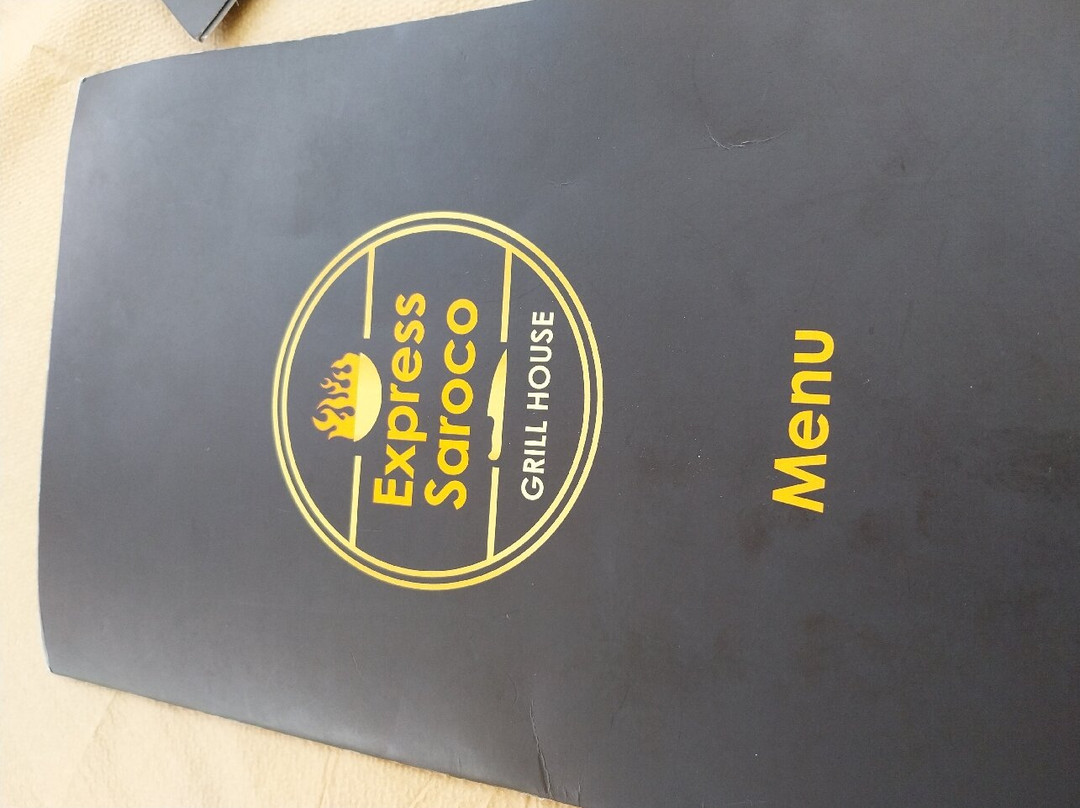 Express
Saroco
GRILL HOUSE
Menu